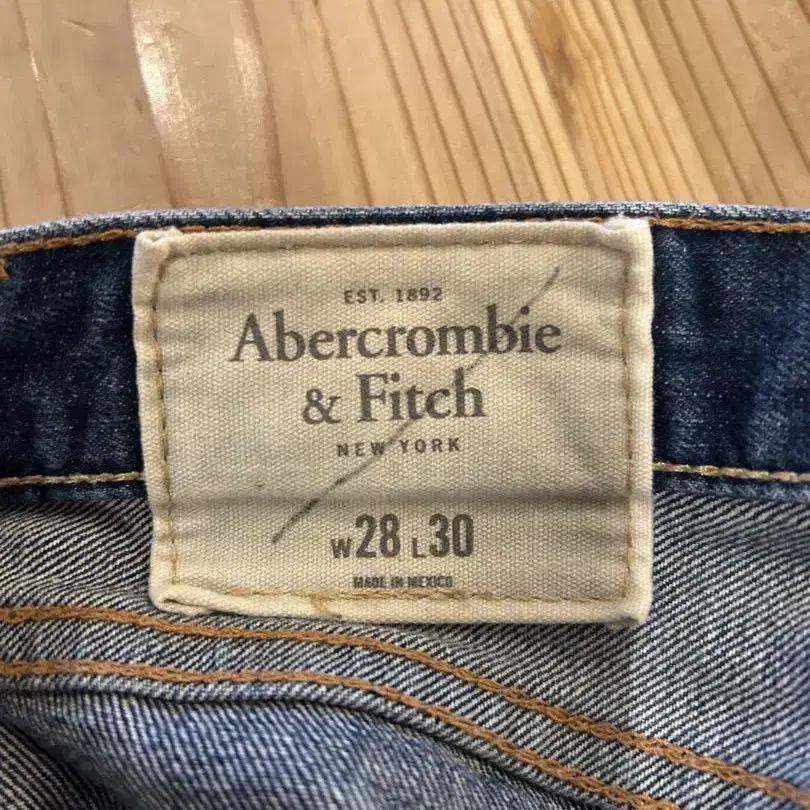 EST. 1892
Abercrombie
& Fitch
NEW YORK
W28 L30
MADE IN MEXICO